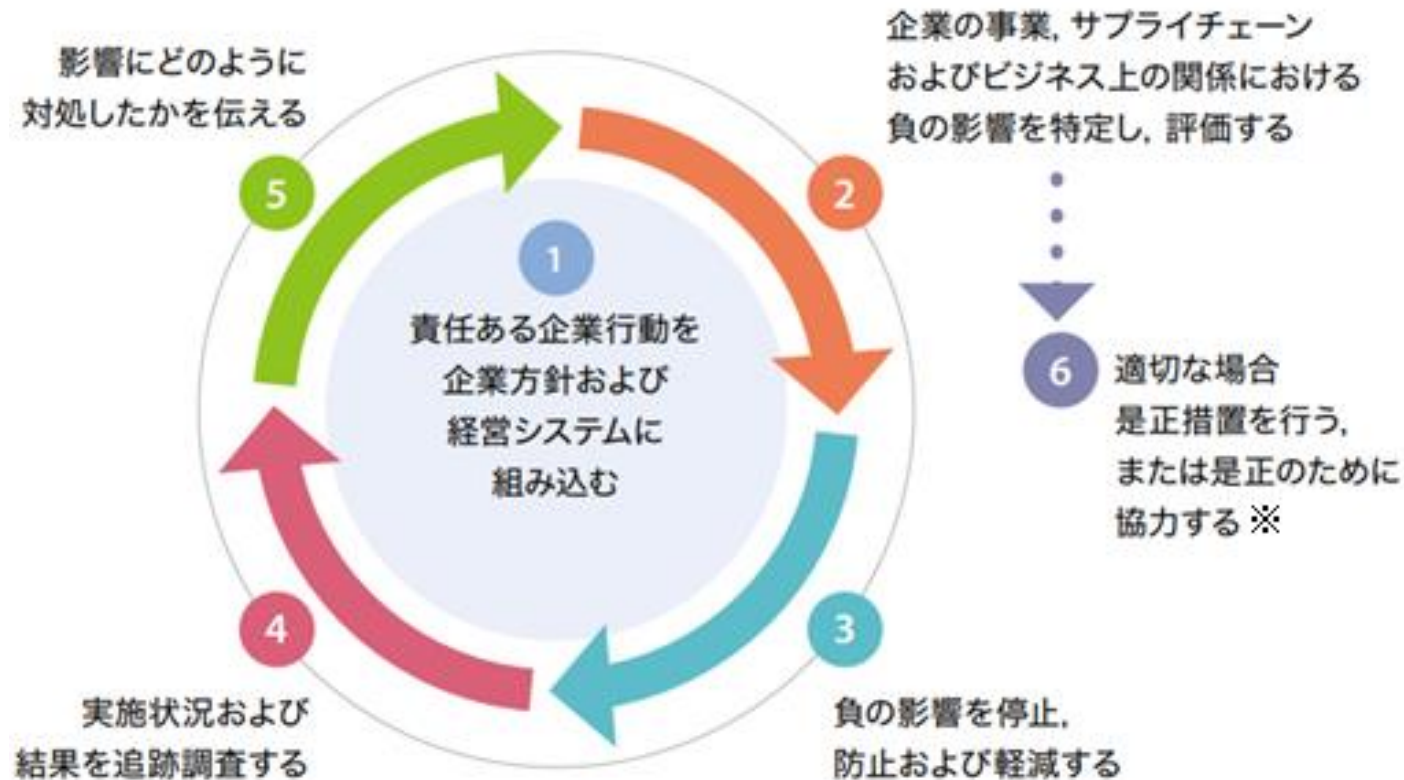 1
責任ある企業行動を
企業方針および
経営システムに
組み込む
2
企業の事業, サプライチェーン
およびビジネス上の関係における
負の影響を特定し, 評価する
3
負の影響を停止,
防止および軽減する
4
実施状況および
結果を追跡調査する
5
影響にどのように
対処したかを伝える
6
適切な場合
是正措置を行う,
または是正のために
協力する ※